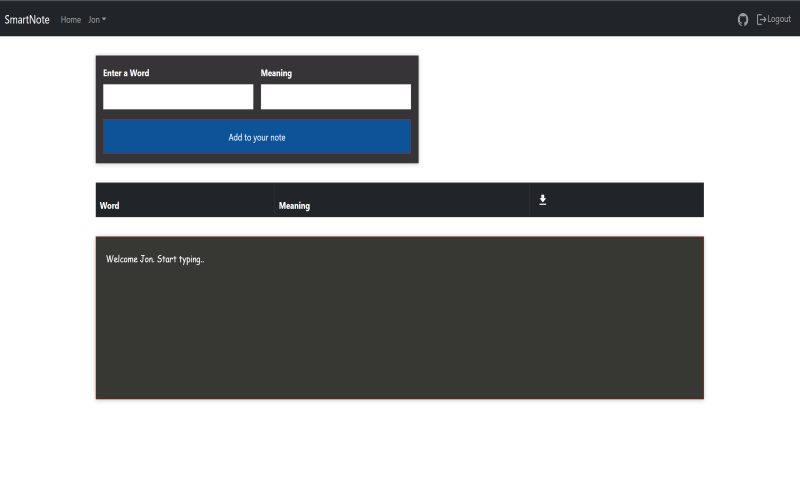 SmartNote Home Jon Logout
Enter a Word Meaning
Add to your note
Word Meaning
Welcome Jon. Start typing..